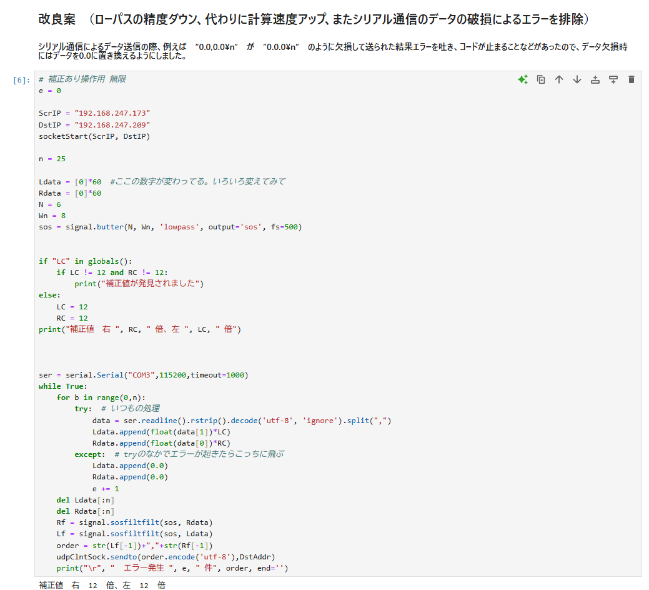 改良案　（ローパスの精度ダウン、代わりに計算速度アップ、またシリアル通信のデータの破損によるエラーを排除）
シリアル通信によるデータ送信の際、例えば　"0.0,0.0¥n"　が　"0.0.0¥n"　のように欠損して送られた結果エラーを吐き、コードが止まることなどがあったので、データ欠損時
にはデータを0.0に置き換えるようにしました。
[6]: # 補正あり操作用 無限
e = 0
ScrIP = "192.168.247.173"
DstIP = "192.168.247.209"
socketStart(ScrIP, DstIP)
n = 25
Ldata = [0]*60  #ここの数字が変わってる。いろいろ変えてみて
Rdata = [0]*60
N = 6
Wn = 8
sos = signal.butter(N, Wn, 'lowpass', output='sos', fs=500)
if "LC" in globals():
    if LC != 12 and RC != 12:
        print("補正値が発見されました")
else:
    LC = 12
    RC = 12
print("補正値　右 ", RC, " 倍、左 ", LC, " 倍")
ser = serial.Serial("COM3",115200,timeout=1000)
while True:
    for b in range(0,n):
        try:  # いつもの処理
            data = ser.readline().rstrip().decode('utf-8', 'ignore').split(",")
            Ldata.append(float(data[1])*LC)
            Rdata.append(float(data[0])*RC)
        except:  # tryのなかでエラーが起きたらこっちに飛ぶ
            Ldata.append(0.0)
            Rdata.append(0.0)
            e += 1
    del Ldata[:n]
    del Rdata[:n]
    Rf = signal.sosfiltfilt(sos, Rdata)
    Lf = signal.sosfiltfilt(sos, Ldata)
    order = str(Lf[-1])+","+str(Rf[-1])
    udpClntSock.sendto(order.encode('utf-8'),DstAddr)
    print("\r", "　エラー発生 ", e, " 件", order, end='')
補正値　右　12　倍、左　12　倍